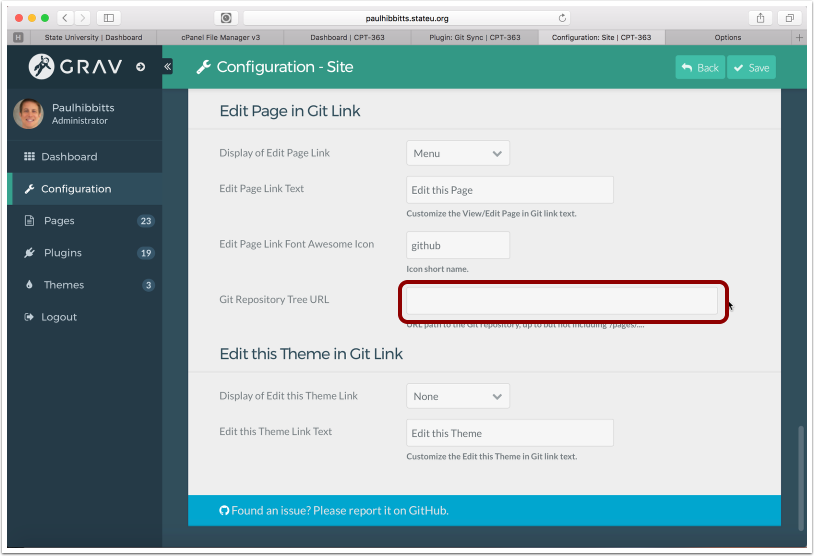 paulhibbitts.stateu.org
H
State University | Dashboard
cPanel File Manager v3
Dashboard | CPT-363
Plugin: Git Sync | CPT-363
Configuration: Site | CPT-363
Options
GRAV
Configuration - Site
Back
Save
Paulhibbitts
Administrator
Dashboard
Configuration
Pages 23
Plugins 19
Themes 3
Logout
Edit Page in Git Link
Display of Edit Page Link
Menu
Edit Page Link Text
Edit this Page
Customize the View/Edit Page in Git link text.
Edit Page Link Font Awesome Icon
github
Icon short name.
Git Repository Tree URL
URL path to the Git repository, up to but not including '/pages/....
Edit this Theme in Git Link
Display of Edit this Theme Link
None
Edit this Theme Link Text
Edit this Theme
Customize the Edit this Theme in Git link text.
Found an issue? Please report it on GitHub.